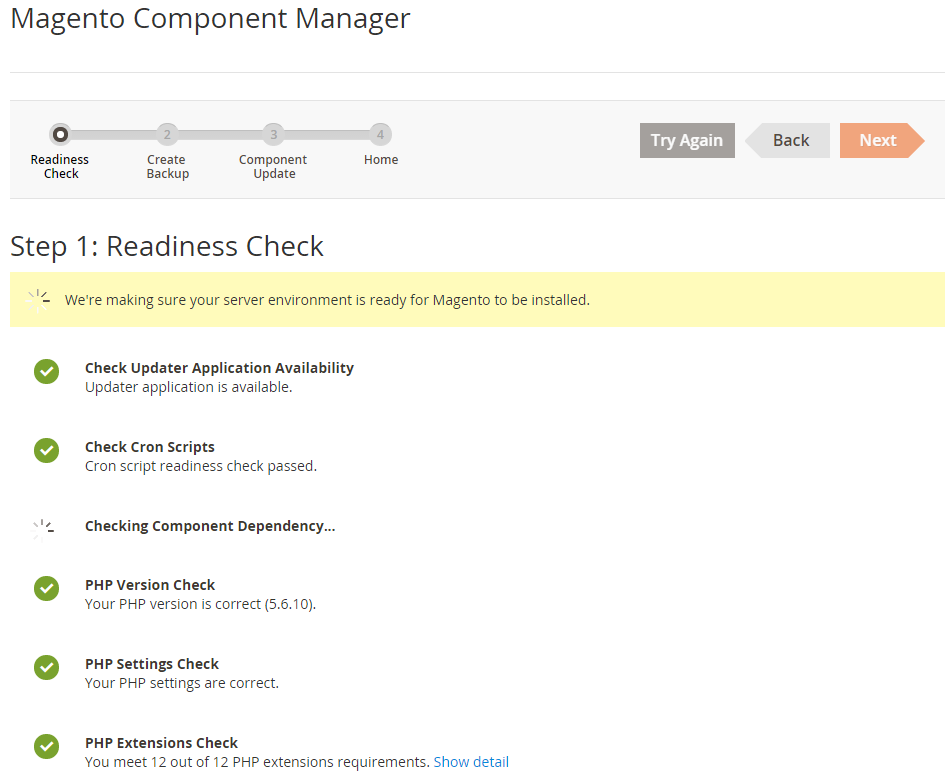 Magento Component Manager
2
3
4
Readiness
Check
Create
Backup
Component
Update
Home
Try Again
Back
Next
Step 1: Readiness Check
We're making sure your server environment is ready for Magento to be installed.
Check Updater Application Availability
Updater application is available.
Check Cron Scripts
Cron script readiness check passed.
Checking Component Dependency...
PHP Version Check
Your PHP version is correct (5.6.10).
PHP Settings Check
Your PHP settings are correct.
PHP Extensions Check
You meet 12 out of 12 PHP extensions requirements. Show detail